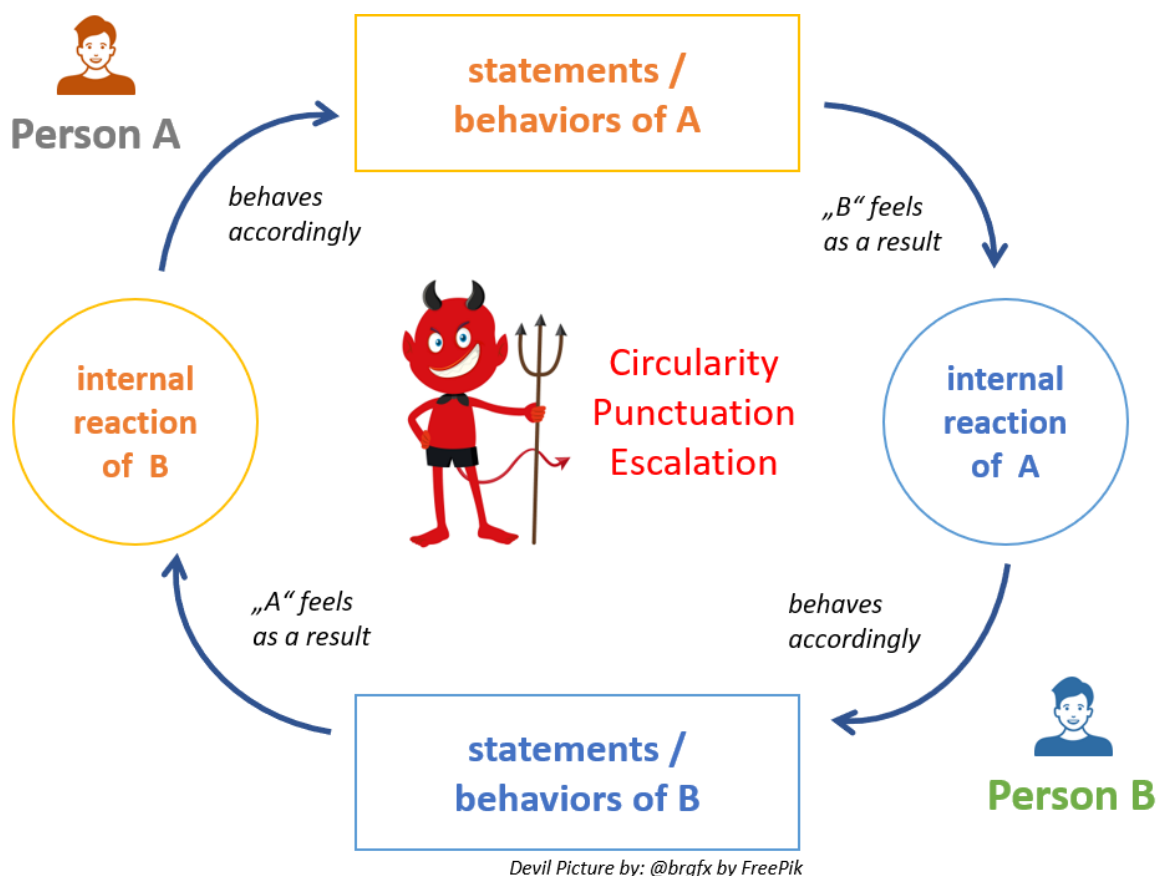 Person A
statements /
behaviors of A
behaves
accordingly
„B“ feels
as a result
internal
reaction
of B
Circularity
Punctuation
Escalation
internal
reaction
of A
„A“ feels
as a result
behaves
accordingly
statements /
behaviors of B
Person B
Devil Picture by: @brgfx by FreePik